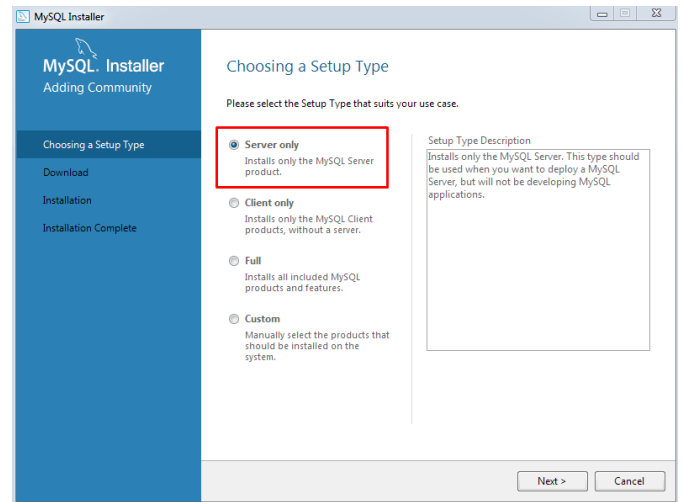 MySQL Installer
MySQL. Installer
Adding Community
Choosing a Setup Type
Download
Installation
Installation Complete
Choosing a Setup Type
Please select the Setup Type that suits your use case.
Server only
Installs only the MySQL Server
product.
Client only
Installs only the MySQL Client
products, without a server.
Full
Installs all included MySQL
products and features.
Custom
Manually select the products that
should be installed on the
system.
Setup Type Description
Installs only the MySQL Server. This type should
be used when you want to deploy a MySQL
Server, but will not be developing MySQL
applications.
Next >
Cancel